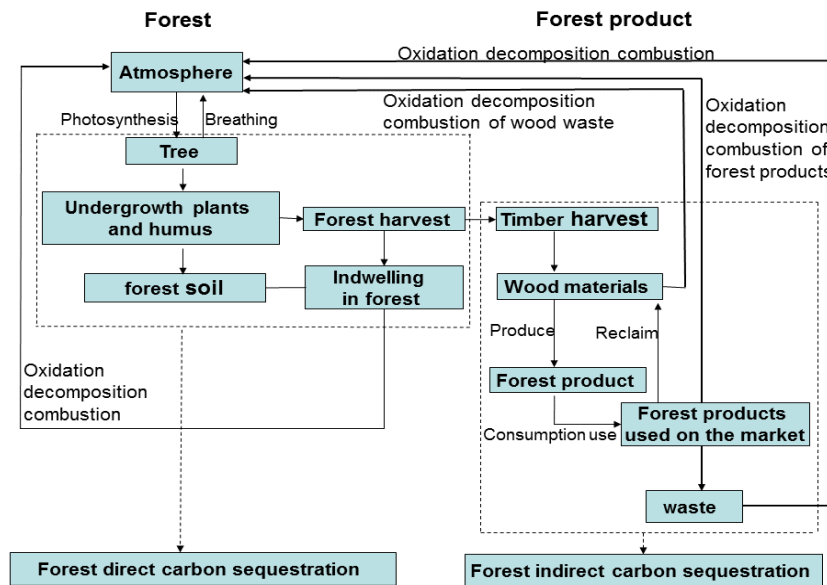 Forest
Forest product
Oxidation decomposition combustion
Atmosphere
Photosynthesis
Breathing
Oxidation decomposition
combustion of wood waste
Oxidation
decomposition
combustion of
forest products
Tree
Undergrowth plants
and humus
Forest harvest
Timber harvest
forest soil
Indwelling
in forest
Wood materials
Produce
Reclaim
Oxidation
decomposition
combustion
Forest product
Consumption use
Forest products
used on the market
waste
Forest direct carbon sequestration
Forest indirect carbon sequestration